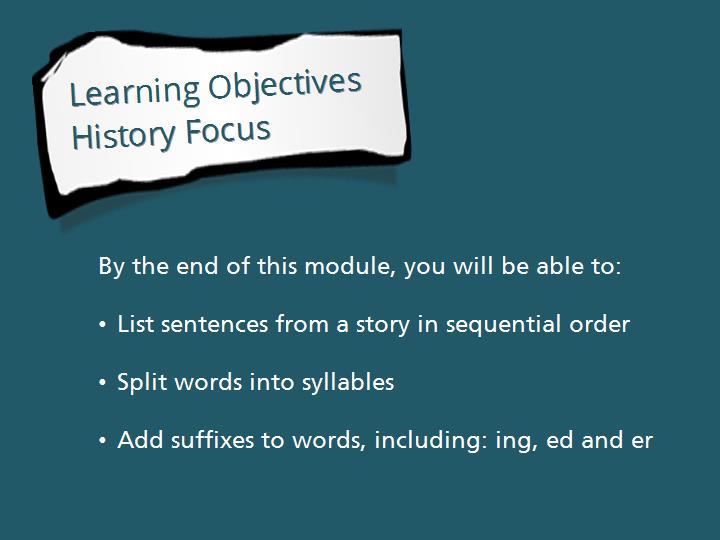 Learning Objectives
History Focus
By the end of this module, you will be able to:
• List sentences from a story in sequential order
• Split words into syllables
• Add suffixes to words, including: ing, ed and er